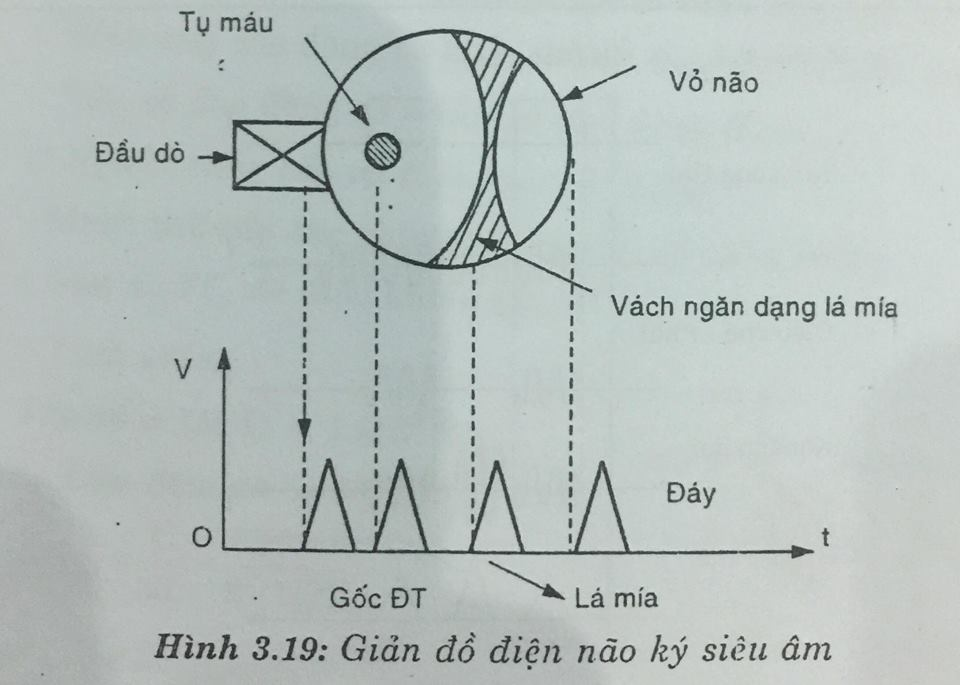 Tụ máu
Vỏ não
Đầu dò
Vách ngăn dạng lá mía
V
Đáy
O
t
Gốc ĐT
Lá mía
Hình 3.19: Giản đồ điện não ký siêu âm